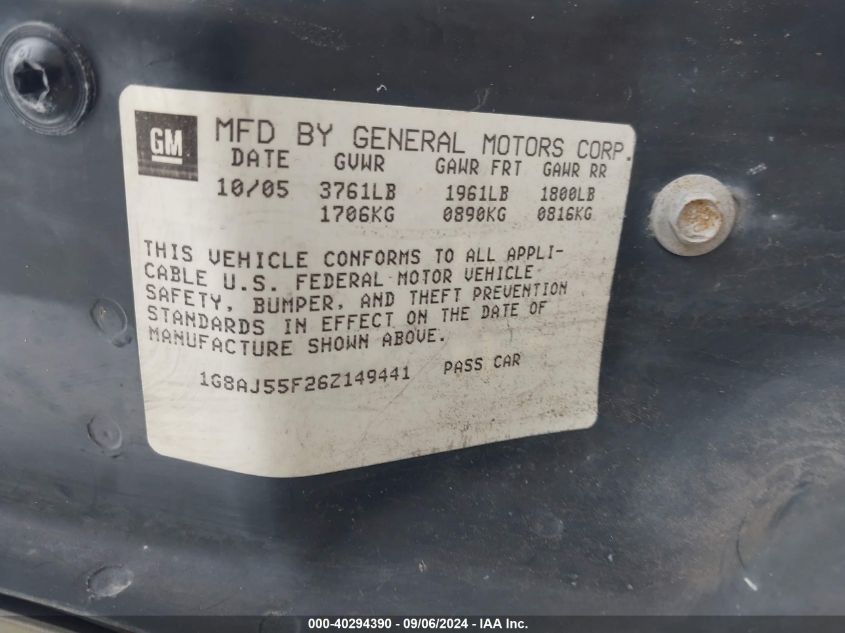 GM MFD BY GENERAL MOTORS CORP.
DATE GVWR GAWR FRT GAWR RR
10/05 3761LB 1961LB 1800LB
1706KG 0890KG 0816KG
THIS VEHICLE CONFORMS TO ALL APPLI-
CABLE U.S. FEDERAL MOTOR VEHICLE
SAFETY, BUMPER, AND THEFT PREVENTION
STANDARDS IN EFFECT ON THE DATE OF
MANUFACTURE SHOWN ABOVE.
1G8AJ55F26Z149441 PASS CAR
000-40294390 - 09/06/2024 - IAA Inc.